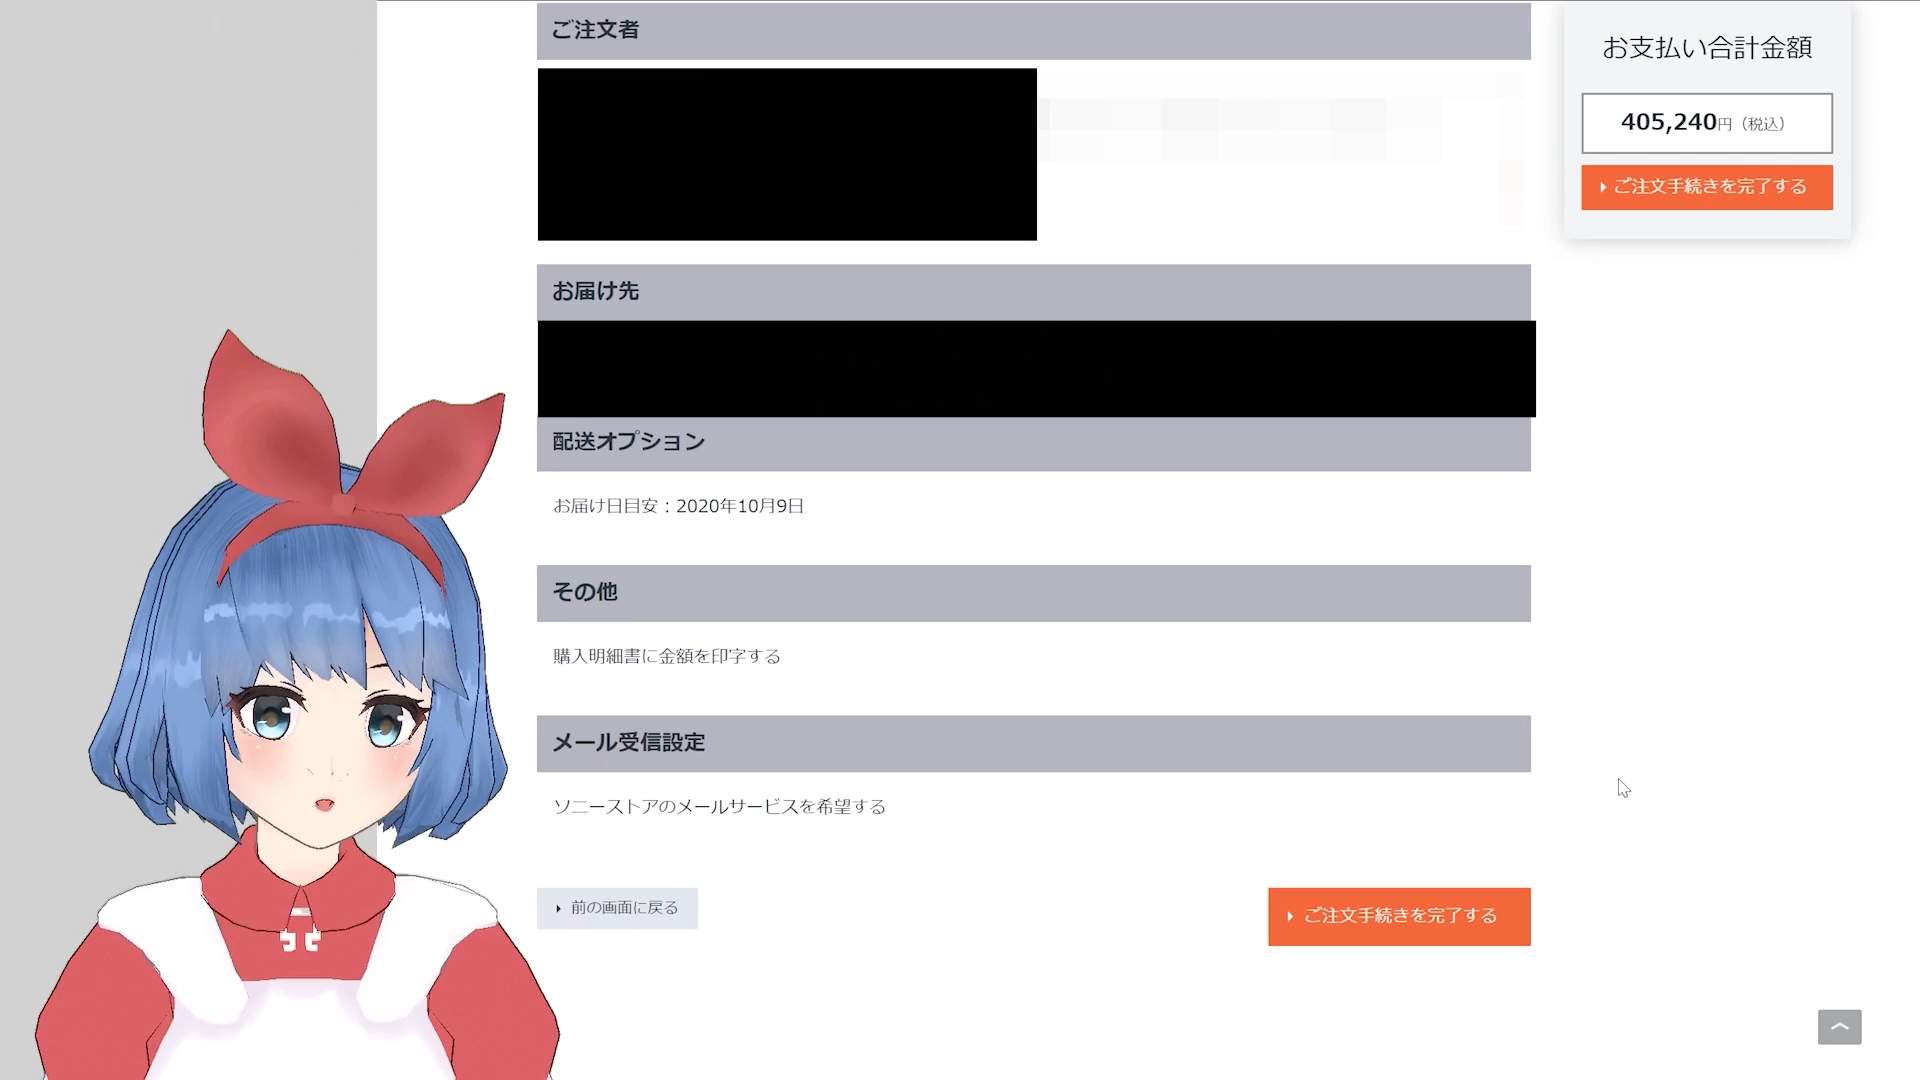 ご注文者
お届け先
配送オプション
お届け日目安：2020年10月9日
その他
購入明細書に金額を印字する
メール受信設定
ソニーストアのメールサービスを希望する
前の画面に戻る
ご注文手続きを完了する
お支払い合計金額
405,240円（税込）
ご注文手続きを完了する